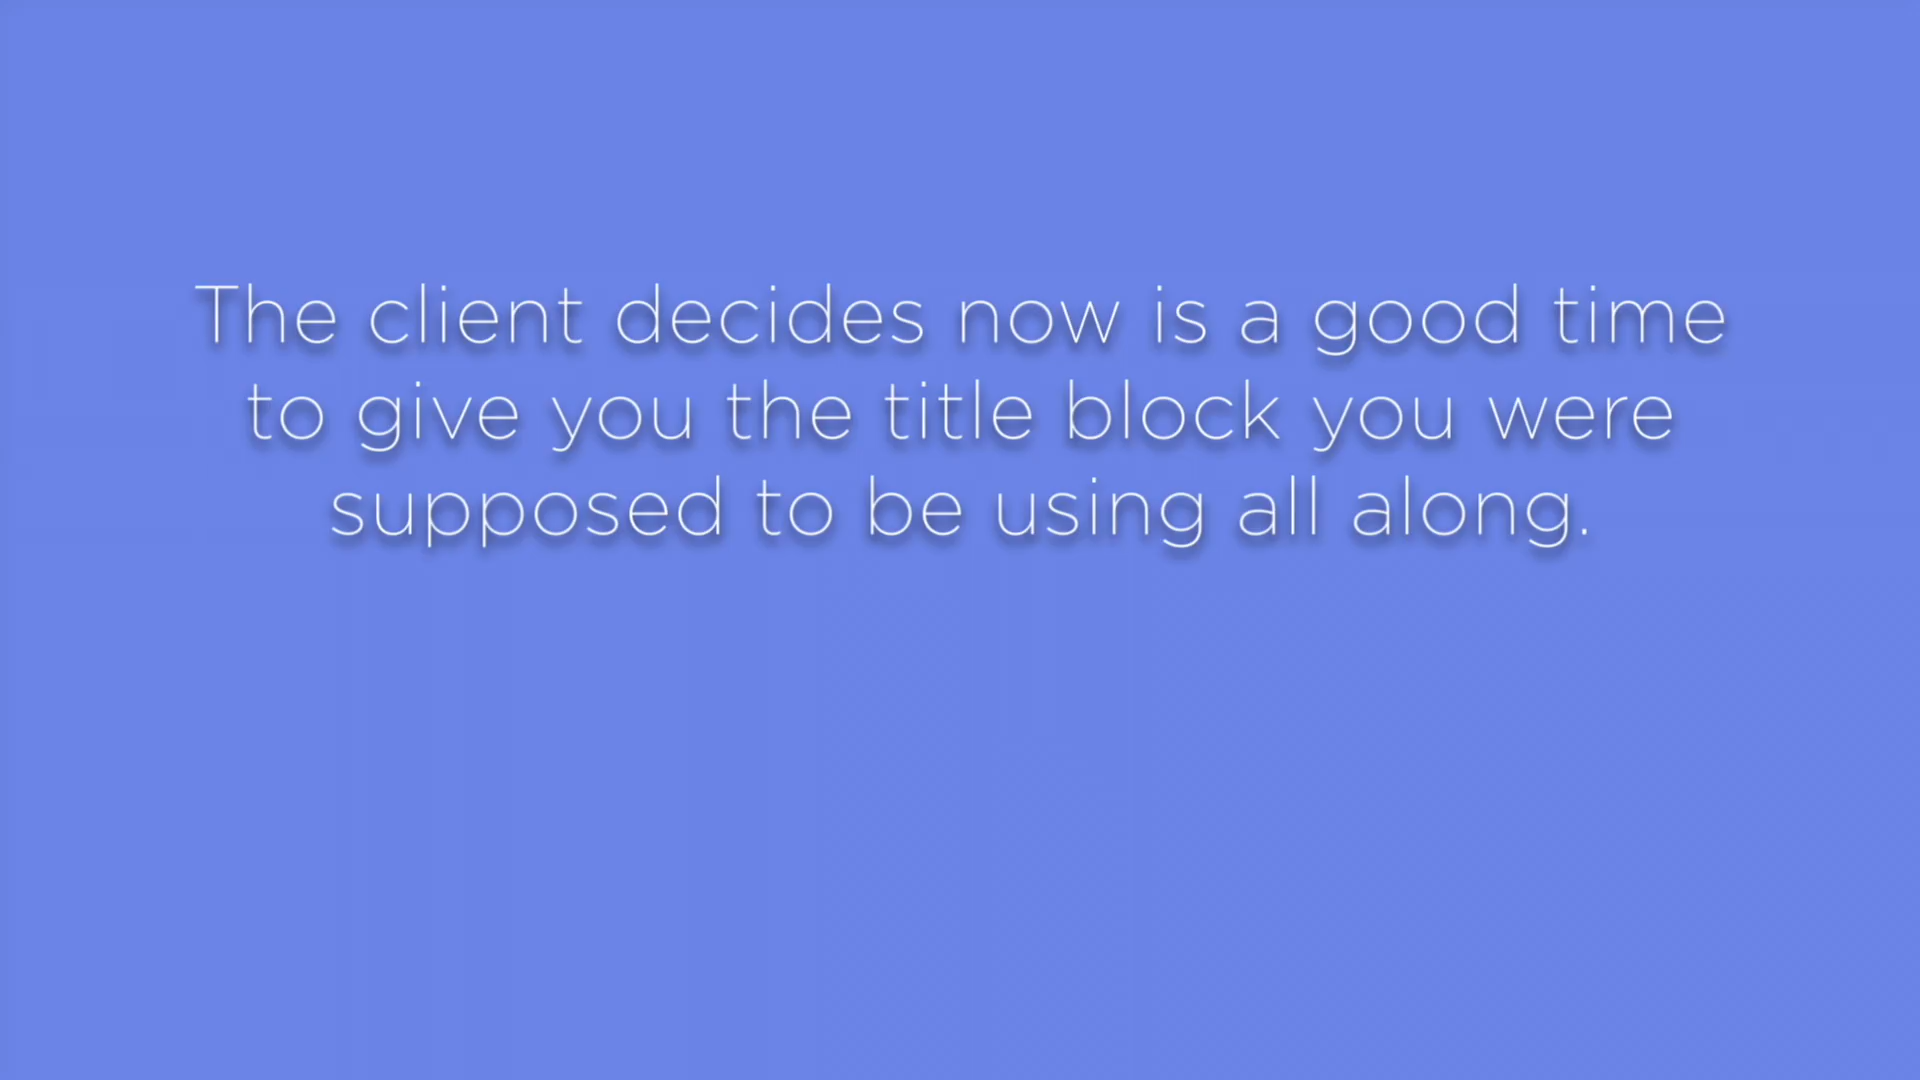 The client decides now is a good time
to give you the title block you were
supposed to be using all along.